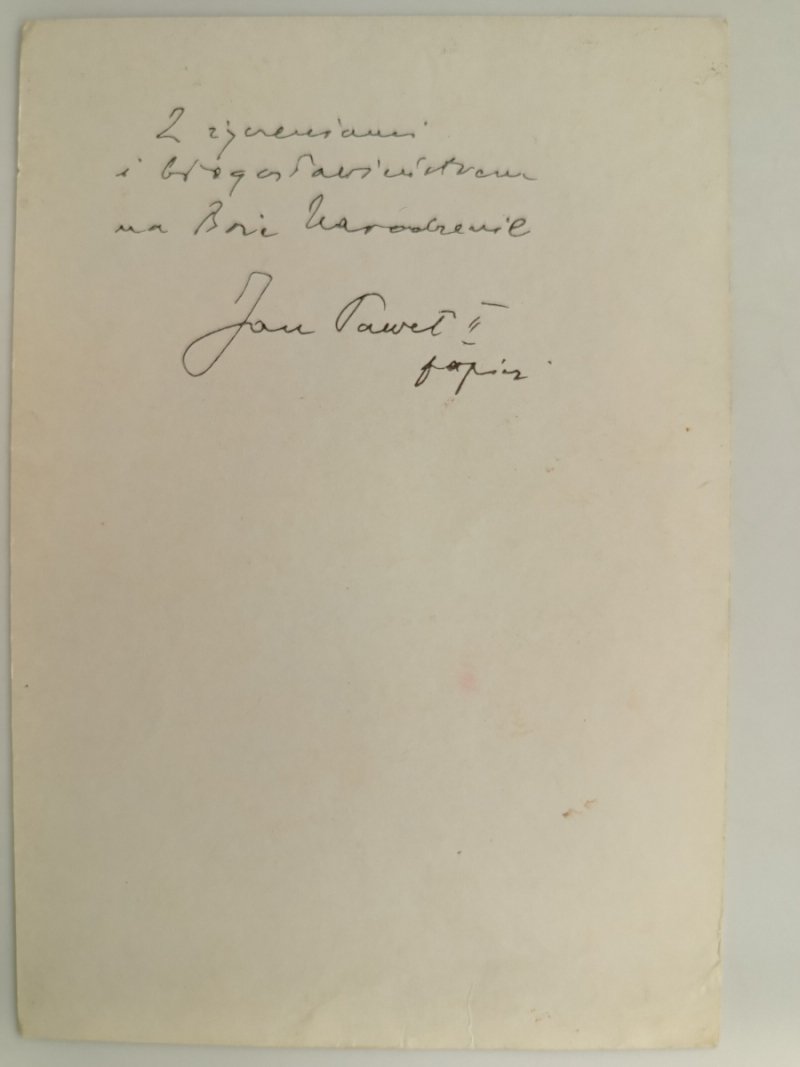 Z życzeniami
i błogosławieństwem
na Boże Narodzenie
Jan Paweł II
papież